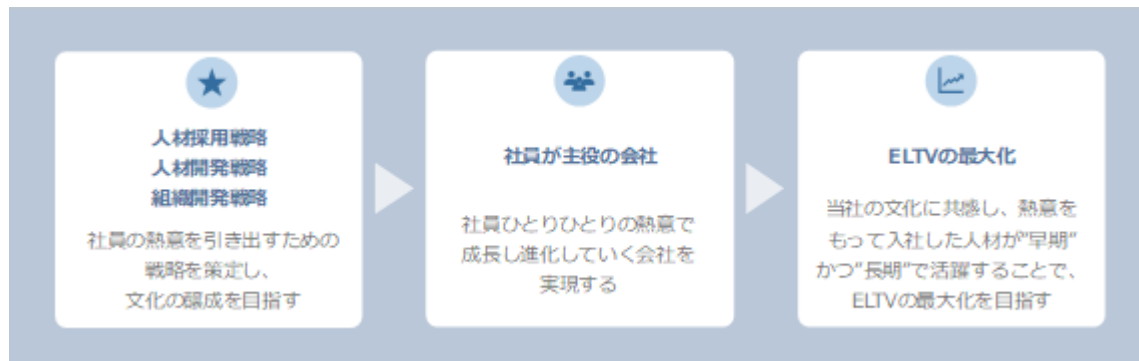 人材採用戦略
人材開発戦略
組織開発戦略
社員の熱意を引き出すための
戦略を策定し、
文化の醸成を目指す
社員が主役の会社
社員ひとりひとりの熱意で
成長し進化していく会社を
実現する
ELTVの最大化
当社の文化に共感し、熱意を
もって入社した人材が"早期"
かつ"長期"で活躍することで、
ELTVの最大化を目指す